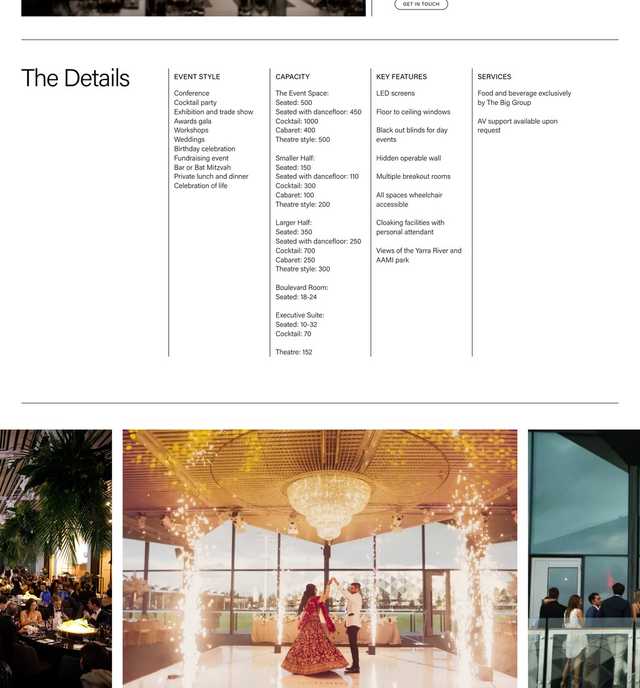 GET IN TOUCH
The Details
EVENT STYLE
Conference
Cocktail party
Exhibition and trade show
Awards gala
Workshops
Weddings
Birthday celebration
Fundraising event
Bar or Bat Mitzvah
Private lunch and dinner
Celebration of life
CAPACITY
The Event Space:
Seated: 500
Seated with dancefloor: 450
Cocktail: 1000
Cabaret: 400
Theatre style: 500
Smaller Half:
Seated: 150
Seated with dancefloor: 110
Cocktail: 300
Cabaret: 100
Theatre style: 200
Larger Half:
Seated: 350
Seated with dancefloor: 250
Cocktail: 700
Cabaret: 250
Theatre style: 300
Boulevard Room:
Seated: 18-24
Executive Suite:
Seated: 10-32
Cocktail: 70
Theatre: 152
KEY FEATURES
LED screens
Floor to ceiling windows
Black out blinds for day
events
Hidden operable wall
Multiple breakout rooms
All spaces wheelchair
accessible
Cloaking facilities with
personal attendant
Views of the Yarra River and
AAMI park
SERVICES
Food and beverage exclusively
by The Big Group
AV support available upon
request